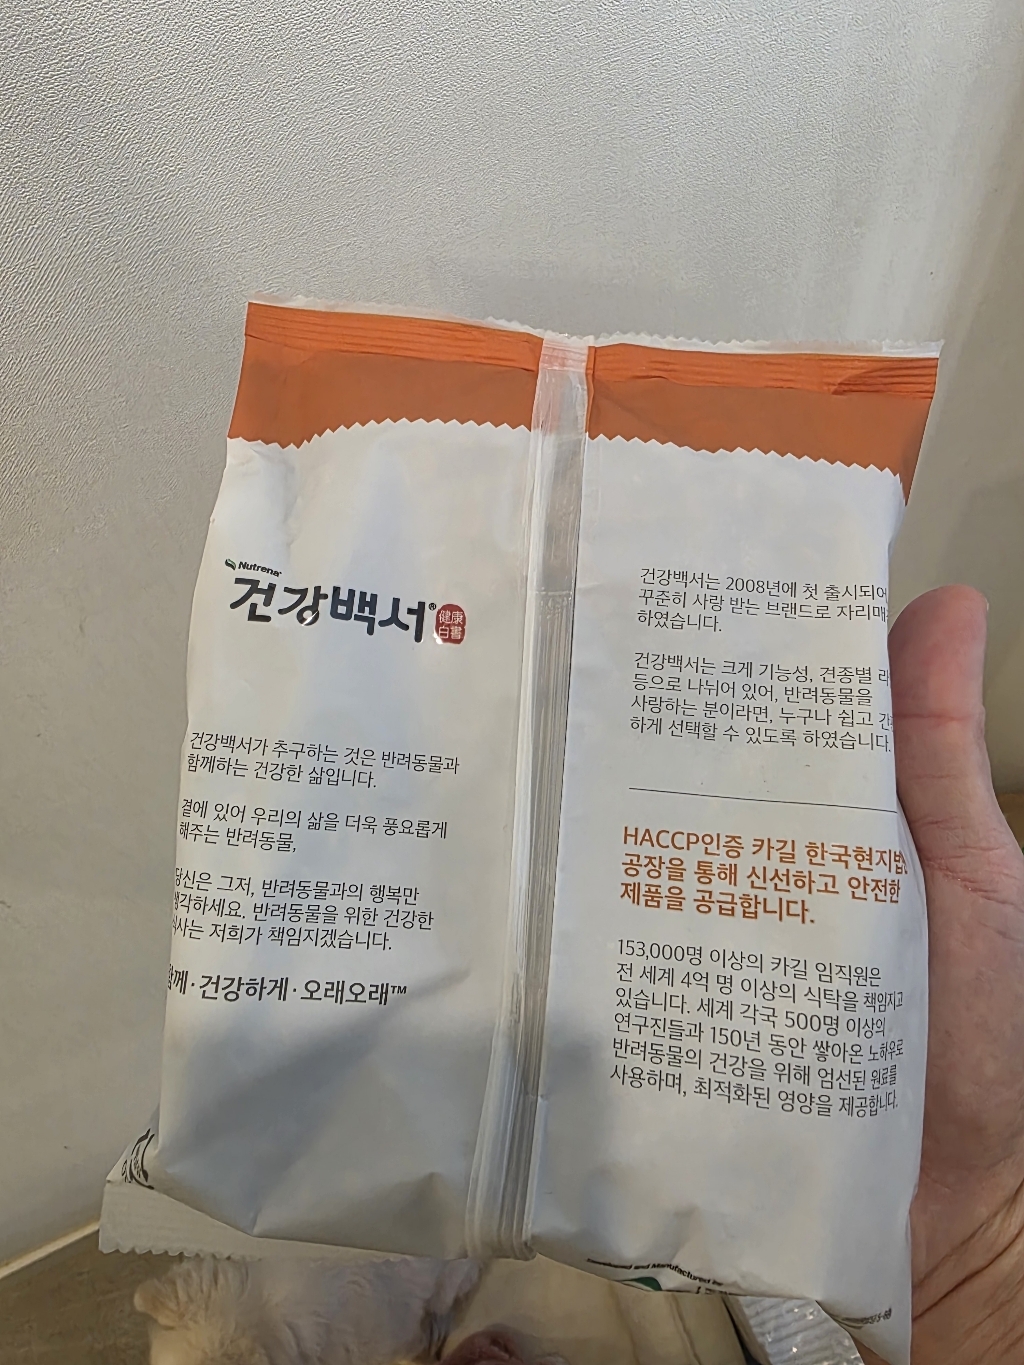 Nutrena
건강백서®
健康
白書
건강백서가 추구하는 것은 반려동물과
함께하는 건강한 삶입니다.
곁에 있어 우리의 삶을 더욱 풍요롭게
해주는 반려동물,
당신은 그저, 반려동물과의 행복만
생각하세요. 반려동물을 위한 건강한
식사는 저희가 책임지겠습니다.
함께·건강하게·오래오래™
건강백서는 2008년에 첫 출시되어,
꾸준히 사랑 받는 브랜드로 자리매
하였습니다.
건강백서는 크게 기능성, 견종별
등으로 나뉘어 있어, 반려동물을
사랑하는 분이라면, 누구나 쉽고 간
하게 선택할 수 있도록 하였습니다.
HACCP인증 카길 한국현지법
공장을 통해 신선하고 안전한
제품을 공급합니다.
153,000명 이상의 카길 임직원은
전 세계 4억 명 이상의 식탁을 책임지고
있습니다. 세계 각국 500명 이상의
연구진들과 150년 동안 쌓아온 노하우로
반려동물의 건강을 위해 엄선된 원료를
사용하며, 최적화된 영양을 제공합니다.
and Manufactured by